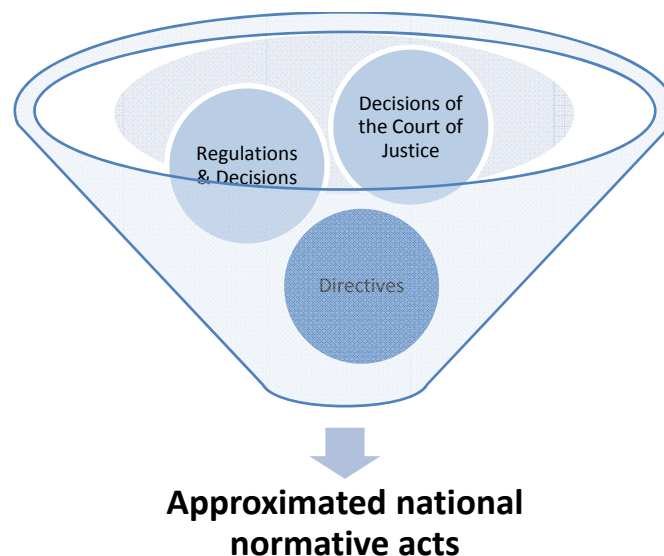 Decisions of
the Court of
Justice
Regulations
& Decisions
Directives
Approximated national
normative acts